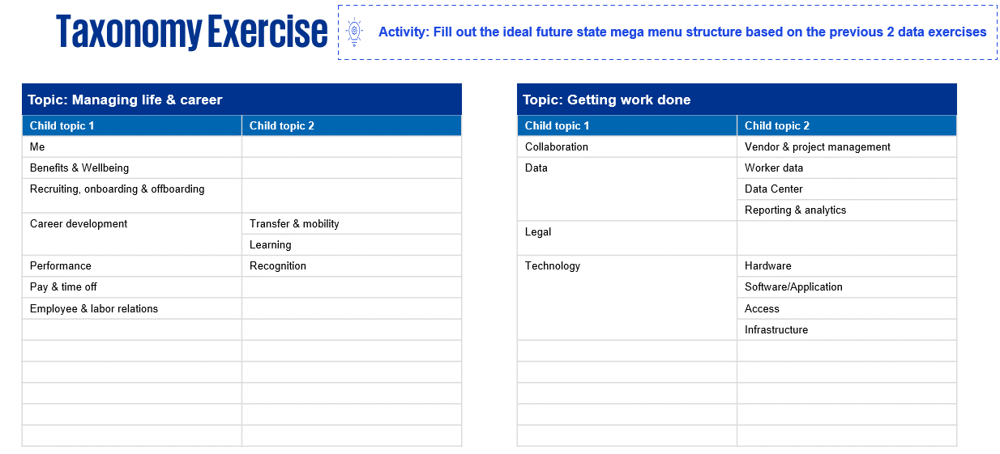 Taxonomy Exercise
Activity: Fill out the ideal future state mega menu structure based on the previous 2 data exercises
Topic: Managing life & career
Child topic 1 Child topic 2
Me
Benefits & Wellbeing
Recruiting, onboarding & offboarding
Career development Transfer & mobility
Learning
Performance Recognition
Pay & time off
Employee & labor relations
Topic: Getting work done
Child topic 1 Child topic 2
Collaboration Vendor & project management
Data Worker data
Data Center
Reporting & analytics
Legal
Technology Hardware
Software/Application
Access
Infrastructure